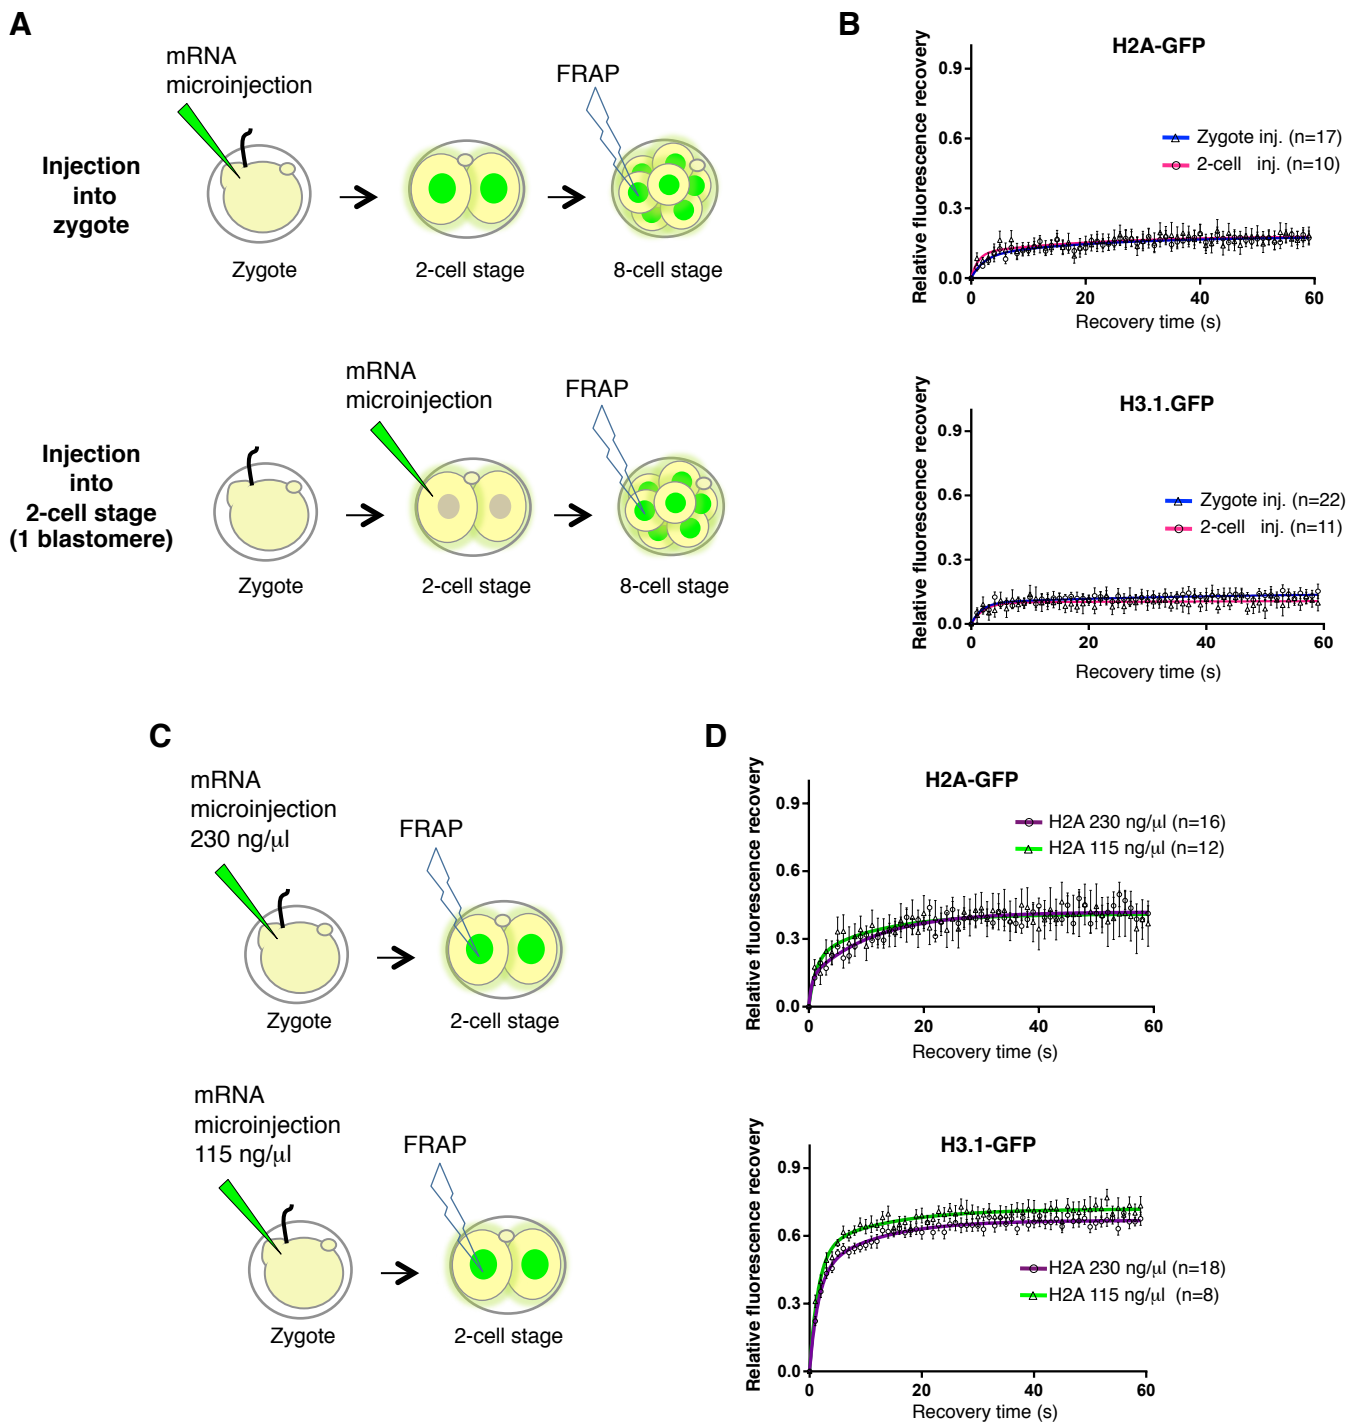 A
mRNA
microinjection
FRAP
Injection
into
zygote
Zygote
2-cell stage
8-cell stage
mRNA
microinjection
FRAP
Injection
into
2-cell stage
(1 blastomere)
Zygote
2-cell stage
8-cell stage
B
H2A-GFP
Relative fluorescence recovery
0.9
0.6
0.3
0.0
Zygote inj. (n=17)
2-cell inj. (n=10)
0 20 40 60
Recovery time (s)
H3.1.GFP
Relative fluorescence recovery
0.9
0.6
0.3
0.0
Zygote inj. (n=22)
2-cell inj. (n=11)
0 20 40 60
Recovery time (s)
C
mRNA
microinjection
230 ng/μl
FRAP
Zygote
2-cell stage
mRNA
microinjection
115 ng/μl
FRAP
Zygote
2-cell stage
D
H2A-GFP
Relative fluorescence recovery
0.9
0.6
0.3
0.0
H2A 230 ng/μl (n=16)
H2A 115 ng/μl (n=12)
0 20 40 60
Recovery time (s)
H3.1-GFP
Relative fluorescence recovery
0.9
0.6
0.3
0.0
H2A 230 ng/μl (n=18)
H2A 115 ng/μl (n=8)
0 20 40 60
Recovery time (s)